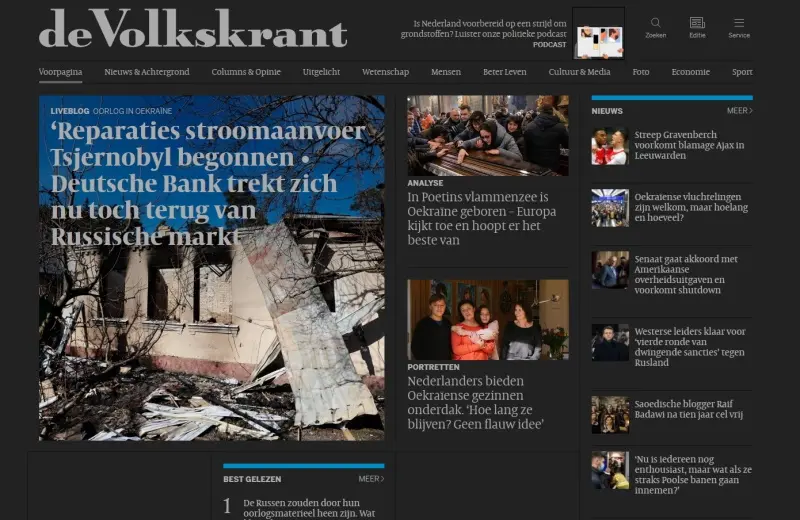 de Volkskrant
Is Nederland voorbereid op een strijd om
grondstoffen? Luister onze politieke podcast
PODCAST
Zoeken
Editie
Service
Voorpagina
Nieuws & Achtergrond
Columns & Opinie
Uitgelicht
Wetenschap
Mensen
Beter Leven
Cultuur & Media
Foto
Economie
Sport
LIVEBLOG OORLOG IN OEKRAÏNE
‘Reparaties stroomaanvoer
Tsjernobyl begonnen •
Deutsche Bank trekt zich
nu toch terug van
Russische markt
ANALYSE
In Poetins vlammenzee is
Oekraïne geboren – Europa
kijkt toe en hoopt er het
beste van
PORTRETTEN
Nederlanders bieden
Oekraïense gezinnen
onderdak. ‘Hoe lang ze
blijven? Geen flauw idee’
NIEUWS
MEER
Streep Gravenberch
voorkomt blamage Ajax in
Leeuwarden
Oekraïense vluchtelingen
zijn welkom, maar hoelang
en hoeveel?
Senaat gaat akkoord met
Amerikaanse
overheidsuitgaven en
voorkomt shutdown
Westerse leiders klaar voor
‘vierde ronde van
dwingende sancties’ tegen
Rusland
Saoedische blogger Raif
Badawi na tien jaar cel vrij
‘Nu is iedereen nog
enthousiast, maar wat als ze
straks Poolse banen gaan
innemen?’
BEST GELEZEN
MEER
1
De Russen zouden door hun
oorlogsmaterieel heen zijn. Wat